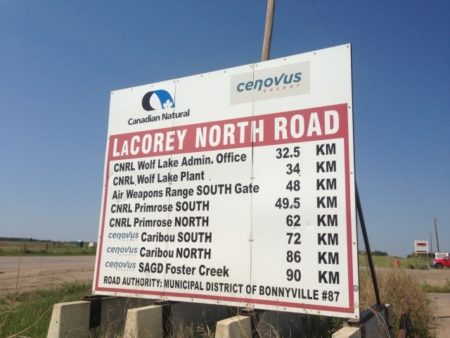 Canadian Natural
cenovus
ENERGY
LACOREY NORTH ROAD
CNRL Wolf Lake Admin. Office 32.5 KM
CNRL Wolf Lake Plant 34 KM
Air Weapons Range SOUTH Gate 48 KM
CNRL Primrose SOUTH 49.5 KM
CNRL Primrose NORTH 62 KM
cenovus Caribou SOUTH 72 KM
cenovus Caribou NORTH 86 KM
cenovus SAGD Foster Creek 90 KM
ROAD AUTHORITY: MUNICIPAL DISTRICT OF BONNYVILLE #87